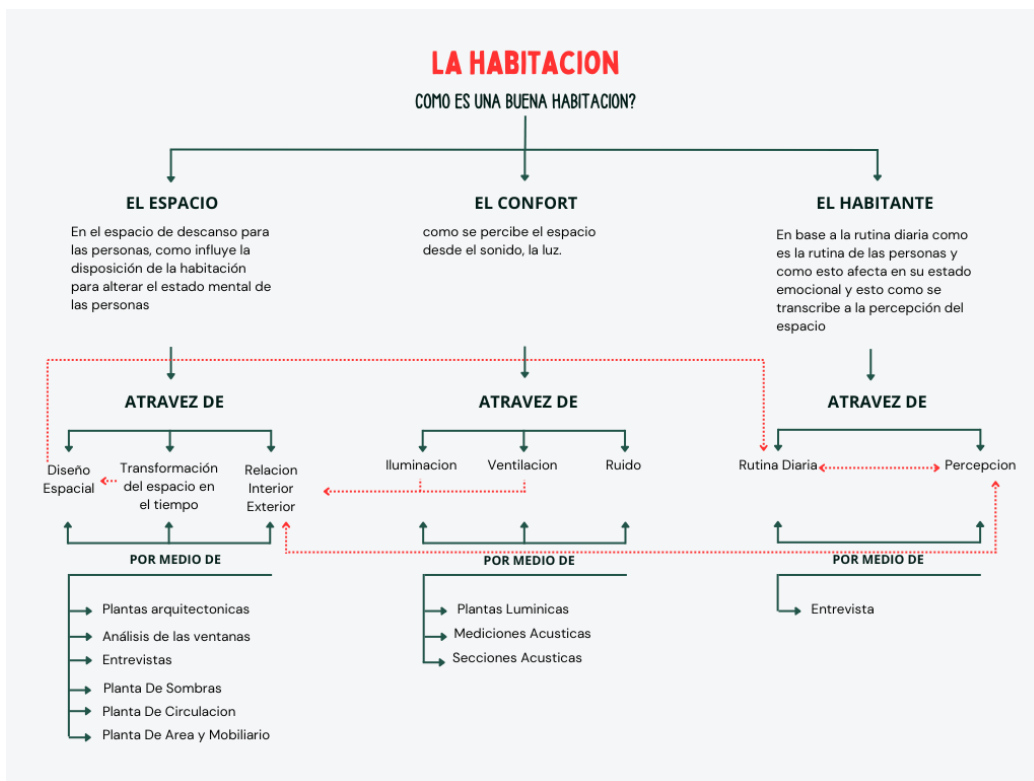 LA HABITACION
COMO ES UNA BUENA HABITACION?
EL ESPACIO
En el espacio de descanso para
las personas, como influye la
disposición de la habitación
para alterar el estado mental de
las personas
EL CONFORT
como se percibe el espacio
desde el sonido, la luz.
EL HABITANTE
En base a la rutina diaria como
es la rutina de las personas y
como esto afecta en su estado
emocional y esto como se
transcribe a la percepción del
espacio
ATRAVEZ DE
Diseño
Espacial
Transformación
del espacio en
el tiempo
Relacion
Interior
Exterior
ATRAVEZ DE
Iluminacion
Ventilacion
Ruido
ATRAVEZ DE
Rutina Diaria
Percepcion
POR MEDIO DE
Plantas arquitectonicas
Análisis de las ventanas
Entrevistas
Planta De Sombras
Planta De Circulacion
Planta De Area y Mobiliario
POR MEDIO DE
Plantas Luminicas
Mediciones Acusticas
Secciones Acusticas
POR MEDIO DE
Entrevista